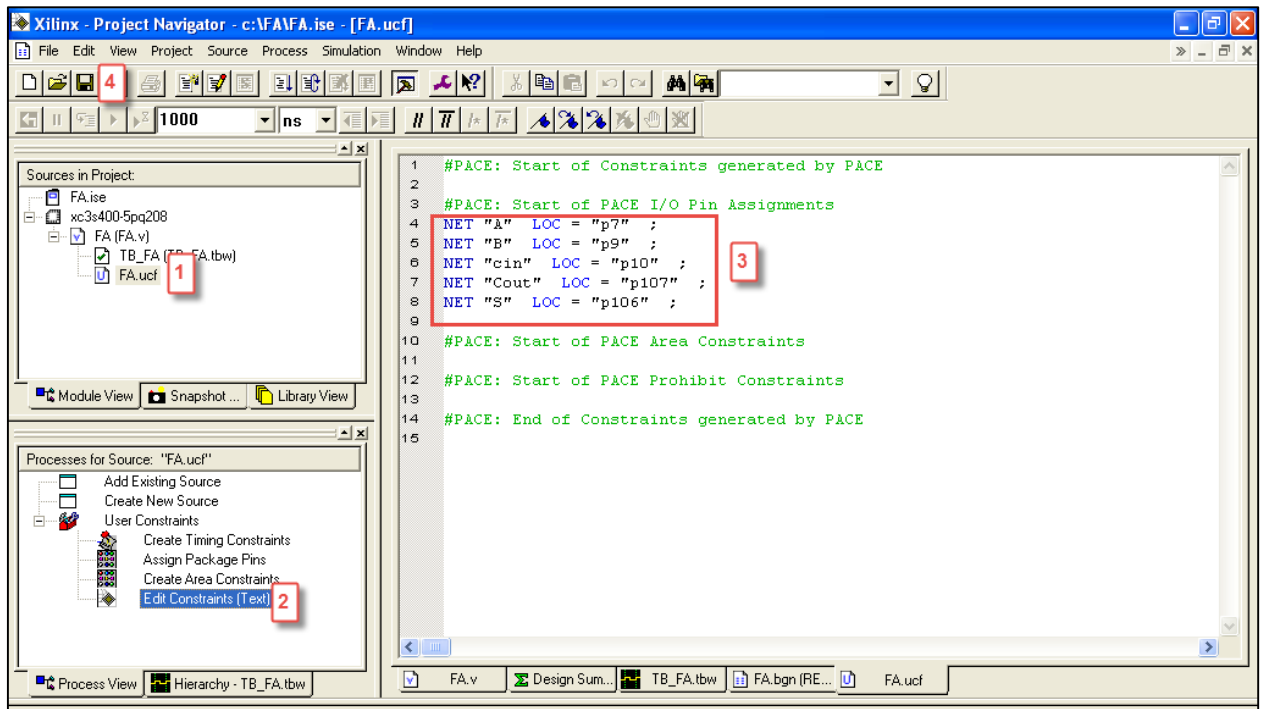 Xilinx - Project Navigator - c:\FA\FA.ise - [FA.ucf]
File Edit View Project Source Process Simulation Window Help
4
1000 ns
Sources in Project:
FA.ise
xc3s400-5pq208
FA (FA.v)
TB_FA (TB_FA.tbw)
FA.ucf
1
Module View Snapshot ... Library View
Processes for Source: "FA.ucf"
Add Existing Source
Create New Source
User Constraints
Create Timing Constraints
Assign Package Pins
Create Area Constraints
Edit Constraints (Text)
2
Process View Hierarchy - TB_FA.tbw
1 #PACE: Start of Constraints generated by PACE
2
3 #PACE: Start of PACE I/O Pin Assignments
4 NET "A" LOC = "p7" ;
5 NET "B" LOC = "p9" ;
6 NET "cin" LOC = "p10" ;
7 NET "Cout" LOC = "p107" ;
8 NET "S" LOC = "p106" ;
9
10 #PACE: Start of PACE Area Constraints
11
12 #PACE: Start of PACE Prohibit Constraints
13
14 #PACE: End of Constraints generated by PACE
15
3
FA.v Design Sum... TB_FA.tbw FA.bgn (RE... FA.ucf